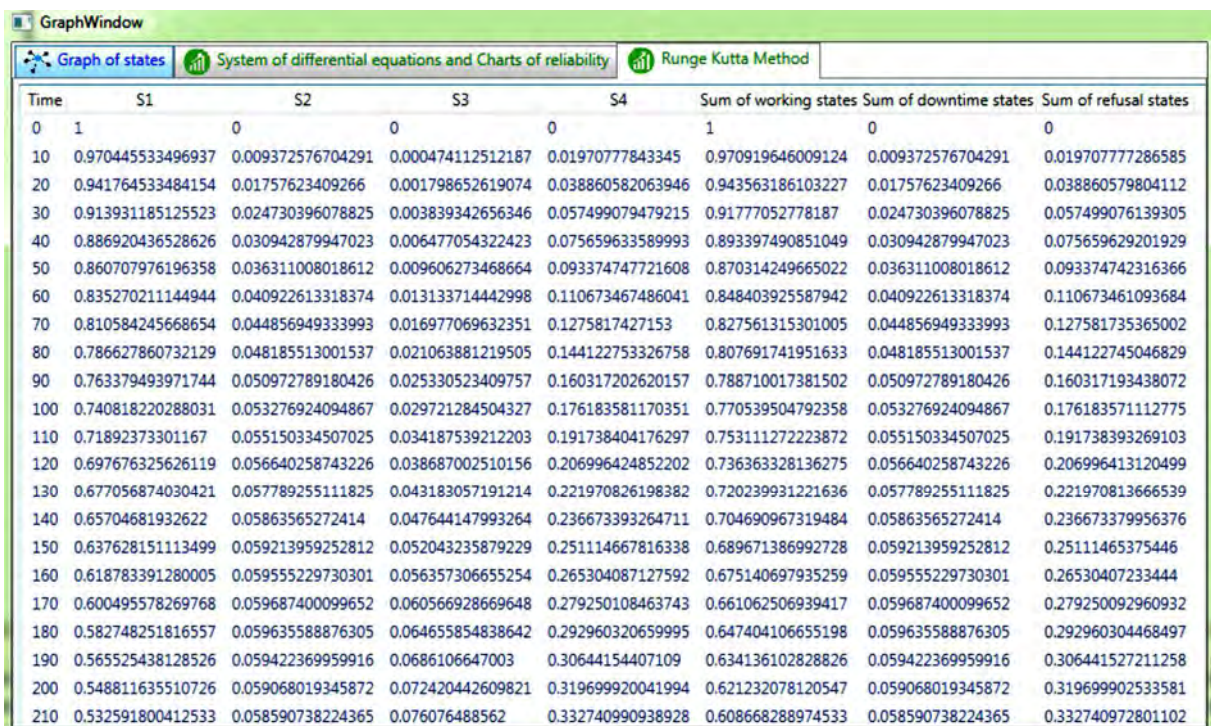 GraphWindow
Graph of states System of differential equations and Charts of reliability Runge Kutta Method
Time S1 S2 S3 S4 Sum of working states Sum of downtime states Sum of refusal states
0 1 0 0 0 1 0 0
10 0.970445533496937 0.009372576704291 0.000474112512187 0.01970777843345 0.970919646009124 0.009372576704291 0.019707777286585
20 0.941764533484154 0.01757623409266 0.001798652619074 0.038860582063946 0.943563186103227 0.01757623409266 0.038860579804112
30 0.913931185125523 0.024730396078825 0.003839342656346 0.057499079479215 0.91777052778187 0.024730396078825 0.057499076139305
40 0.886920436528626 0.030942879947023 0.006477054322423 0.075659633589993 0.893397490851049 0.030942879947023 0.075659629201929
50 0.860707976196358 0.036311008018612 0.009606273468664 0.093374747721608 0.870314249665022 0.036311008018612 0.093374742316366
60 0.835270211144944 0.040922613318374 0.013133714442998 0.110673467486041 0.848403925587942 0.040922613318374 0.110673461093684
70 0.810584245668654 0.044856949333993 0.016977069632351 0.1275817427153 0.827561315301005 0.044856949333993 0.127581735365002
80 0.786627860732129 0.048185513001537 0.021063881219505 0.144122753326758 0.807691741951633 0.048185513001537 0.144122745046829
90 0.763379493971744 0.050972789180426 0.025330523409757 0.160317202620157 0.788710017381502 0.050972789180426 0.160317193438072
100 0.740818220288031 0.053276924094867 0.029721284504327 0.176183581170351 0.770539504792358 0.053276924094867 0.176183571112775
110 0.71892373301167 0.055150334507025 0.034187539212203 0.191738404176297 0.753111272223872 0.055150334507025 0.191738393269103
120 0.697676325626119 0.056640258743226 0.038687002510156 0.206996424852202 0.736363328136275 0.056640258743226 0.206996413120499
130 0.677056874030421 0.057789255111825 0.043183057191214 0.221970826198382 0.720239931221636 0.057789255111825 0.221970813666539
140 0.65704681932622 0.05863565272414 0.047644147993264 0.236673393264711 0.704690967319484 0.05863565272414 0.236673379956376
150 0.637628151113499 0.059213959252812 0.052043235879229 0.251114667816338 0.689671386992728 0.059213959252812 0.25111465375446
160 0.618783391280005 0.059555229730301 0.056357306655254 0.265304087127592 0.675140697935259 0.059555229730301 0.26530407233444
170 0.600495578269768 0.059687400099652 0.060566928669648 0.279250108463743 0.661062506939417 0.059687400099652 0.279250092960932
180 0.582748251816557 0.059635588876305 0.064655854838642 0.292960320659995 0.647404106655198 0.059635588876305 0.292960304468497
190 0.565525438128526 0.059422369959916 0.0686106647003 0.30644154407109 0.634136102828826 0.059422369959916 0.306441527211258
200 0.548811635510726 0.059068019345872 0.072420442609821 0.319699920041994 0.621232078120547 0.059068019345872 0.319699902533581
210 0.532591800412533 0.058590738224365 0.076076488562 0.332740990938928 0.608668288974533 0.058590738224365 0.332740972801102